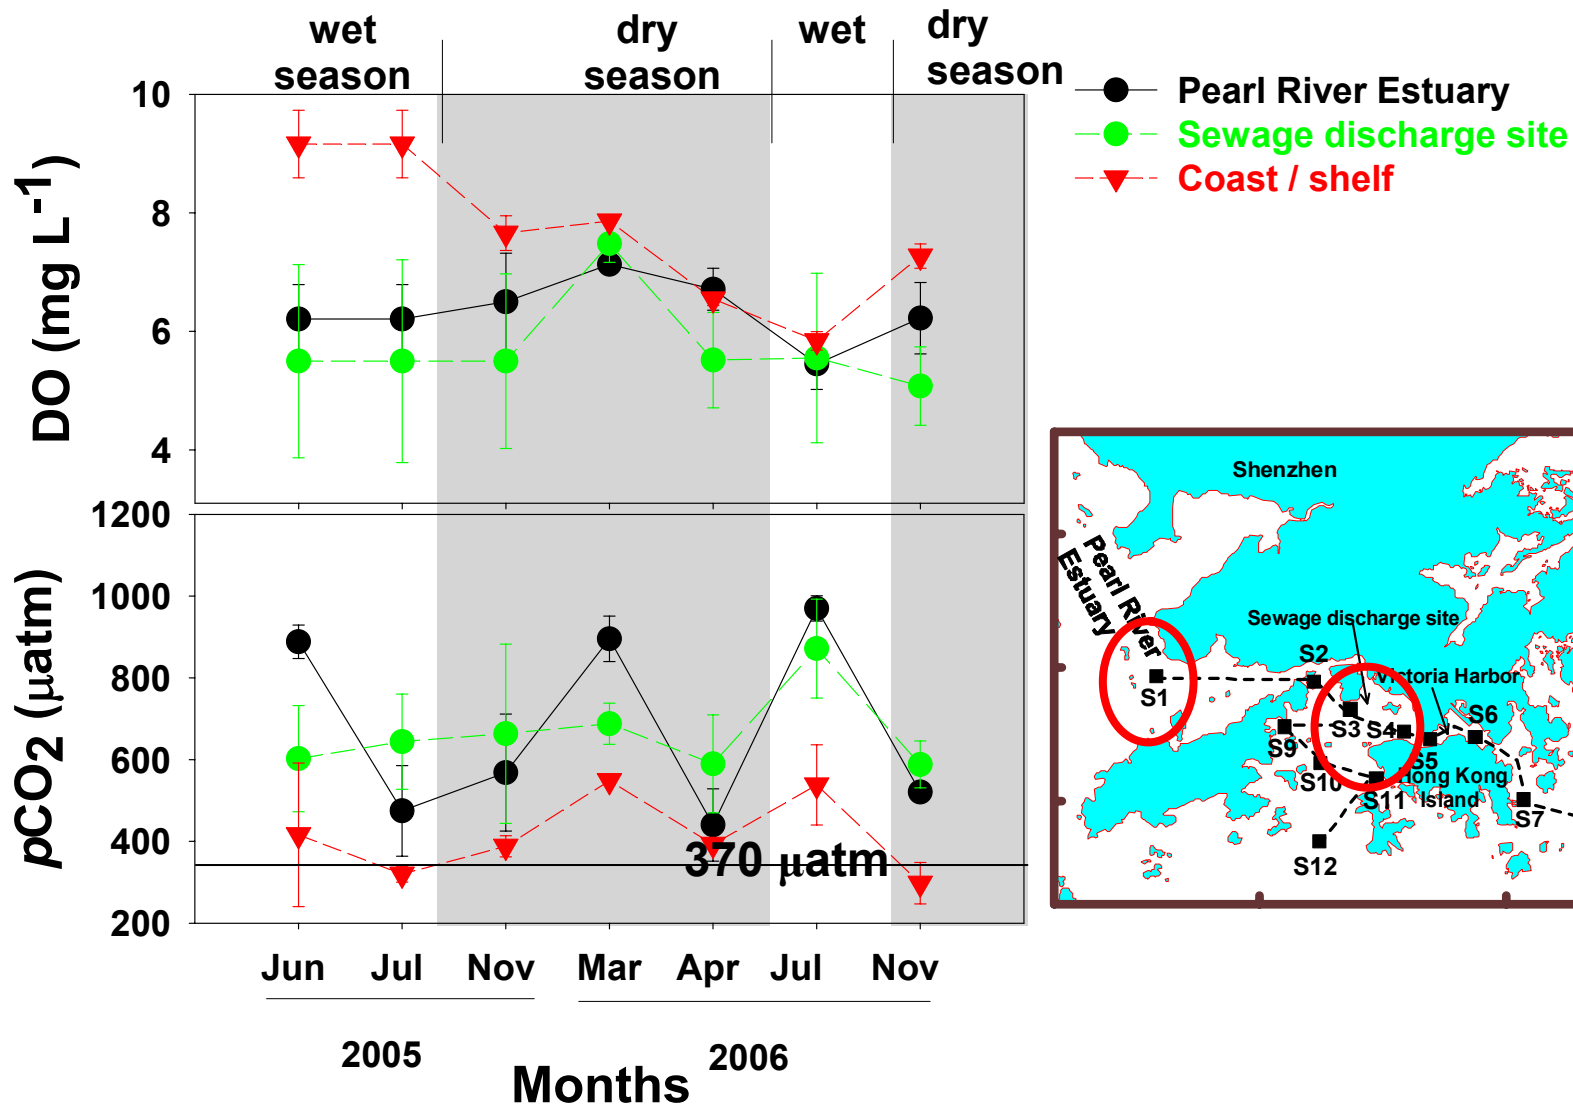 wet
season
dry
season
wet
dry
season
10
8
6
4
DO (mg L-1)
Pearl River Estuary
Sewage discharge site
Coast / shelf
1200
1000
800
600
400
200
pCO2 (µatm)
370 µatm
Jun Jul Nov Mar Apr Jul Nov
2005
2006
Months
Shenzhen
Pearl River
Estuary
Sewage discharge site
Victoria Harbor
S1
S2
S3
S4
S5
S6
S7
S9
S10
S11
S12
Hong Kong
Island